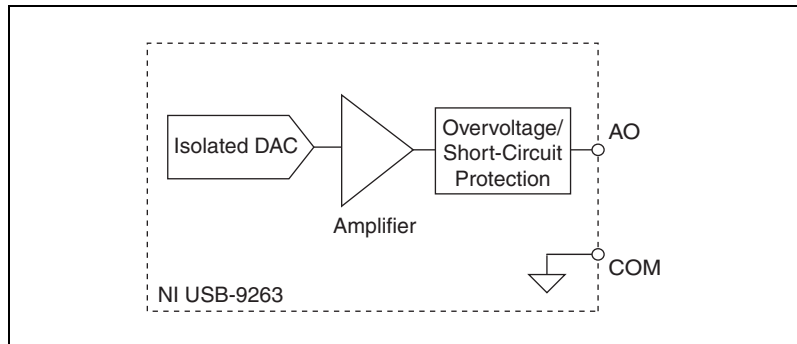 Isolated DAC
Amplifier
Overvoltage/
Short-Circuit
Protection
AO
COM
NI USB-9263